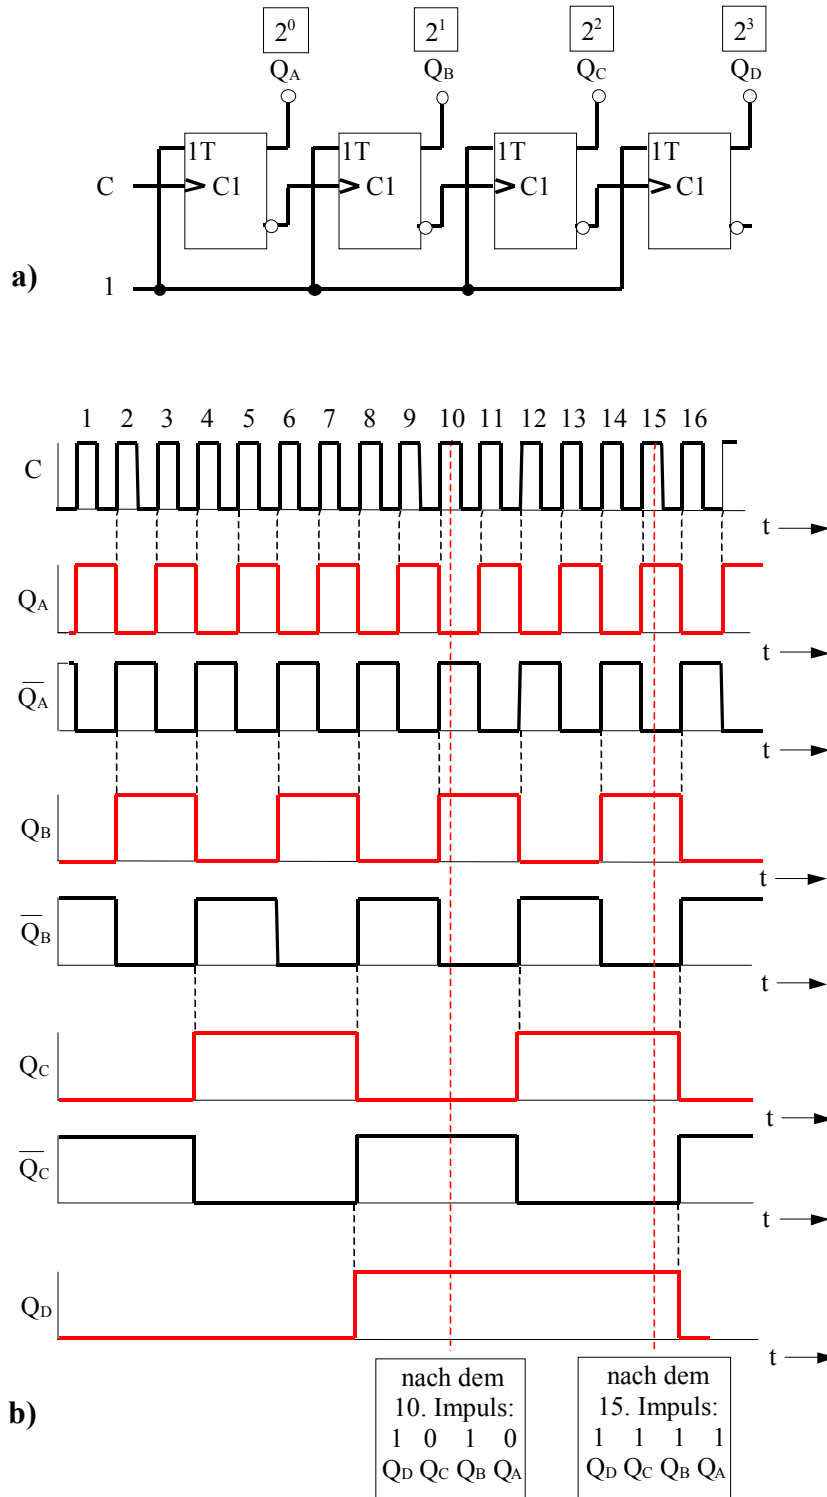 2⁰ 2¹ 2² 2³
Q_A Q_B Q_C Q_D
1T 1T 1T 1T
C C1 C1 C1 C1
a) 1
1 2 3 4 5 6 7 8 9 10 11 12 13 14 15 16
C
t
Q_A
t
Q̅_A
t
Q_B
t
Q̅_B
t
Q_C
t
Q̅_C
t
Q_D
t
b)
nach dem
10. Impuls:
1 0 1 0
Q_D Q_C Q_B Q_A
nach dem
15. Impuls:
1 1 1 1
Q_D Q_C Q_B Q_A